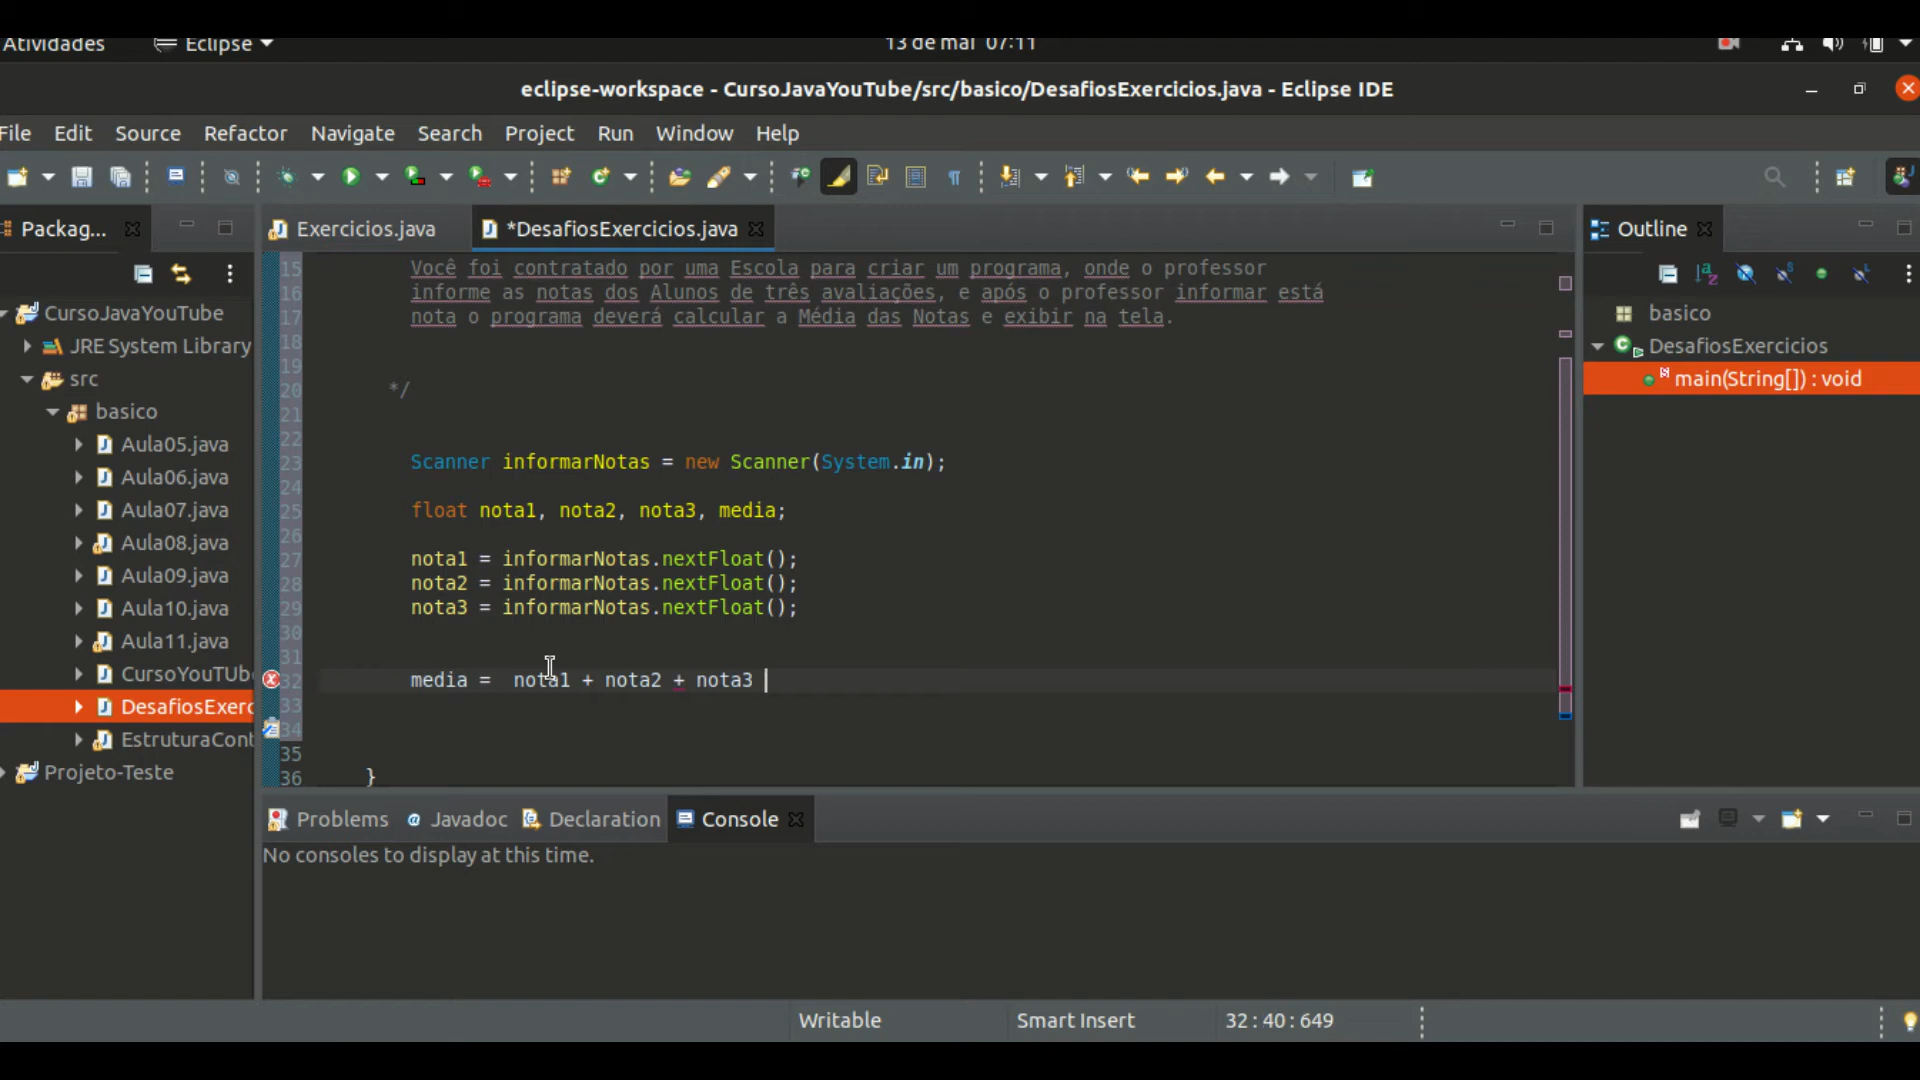 Atividades
Eclipse
13 de mai 07:11
eclipse-workspace - CursoJavaYouTube/src/basico/DesafiosExercicios.java - Eclipse IDE
File Edit Source Refactor Navigate Search Project Run Window Help
Packag...
Exercicios.java
*DesafiosExercicios.java
Outline
CursoJavaYouTube
JRE System Library
src
basico
Aula05.java
Aula06.java
Aula07.java
Aula08.java
Aula09.java
Aula10.java
Aula11.java
CursoYouTUb
DesafiosExerc
EstruturaCont
Projeto-Teste
15 Você foi contratado por uma Escola para criar um programa, onde o professor
16 informe as notas dos Alunos de três avaliações, e após o professor informar está
17 nota o programa deverá calcular a Média das Notas e exibir na tela.
18
19
20 */
21
22
23 Scanner informarNotas = new Scanner(System.in);
24
25 float nota1, nota2, nota3, media;
26
27 nota1 = informarNotas.nextFloat();
28 nota2 = informarNotas.nextFloat();
29 nota3 = informarNotas.nextFloat();
30
31
32 media =  nota1 + nota2 + nota3
33
34
35
36 }
basico
DesafiosExercicios
main(String[]) : void
Problems
Javadoc
Declaration
Console
No consoles to display at this time.
Writable
Smart Insert
32 : 40 : 649